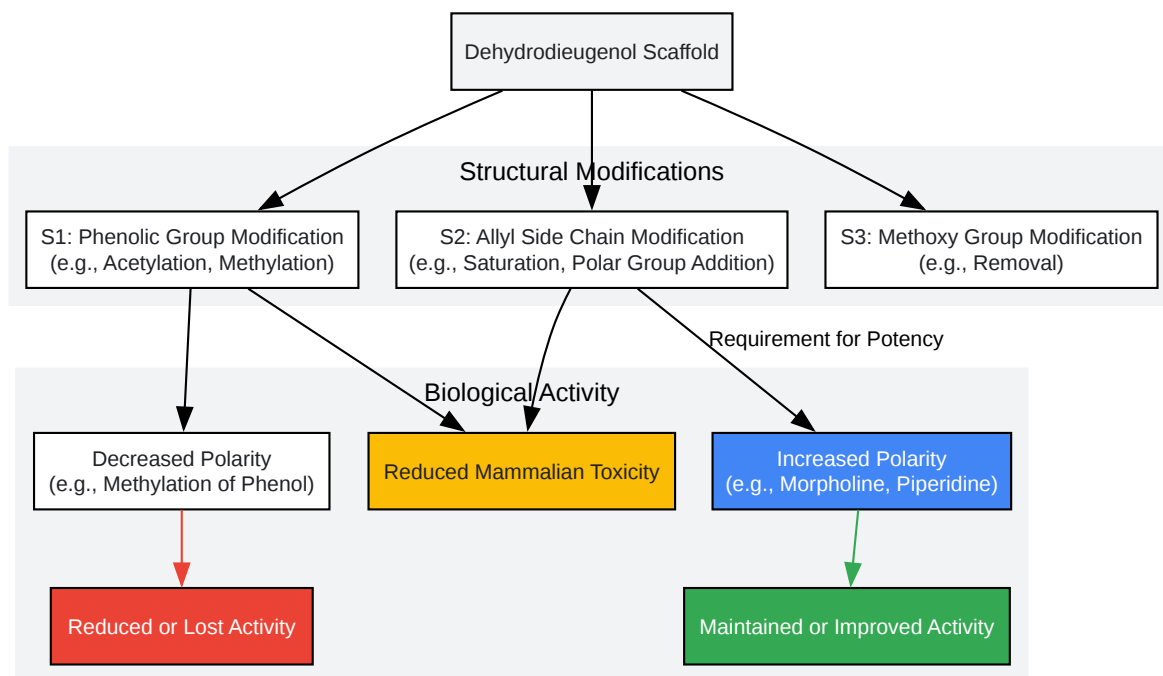 Dehydrodieugenol Scaffold
Structural Modifications
S1: Phenolic Group Modification
(e.g., Acetylation, Methylation)
S2: Allyl Side Chain Modification
(e.g., Saturation, Polar Group Addition)
S3: Methoxy Group Modification
(e.g., Removal)
Requirement for Potency
Biological Activity
Decreased Polarity
(e.g., Methylation of Phenol)
Reduced Mammalian Toxicity
Increased Polarity
(e.g., Morpholine, Piperidine)
Reduced or Lost Activity
Maintained or Improved Activity